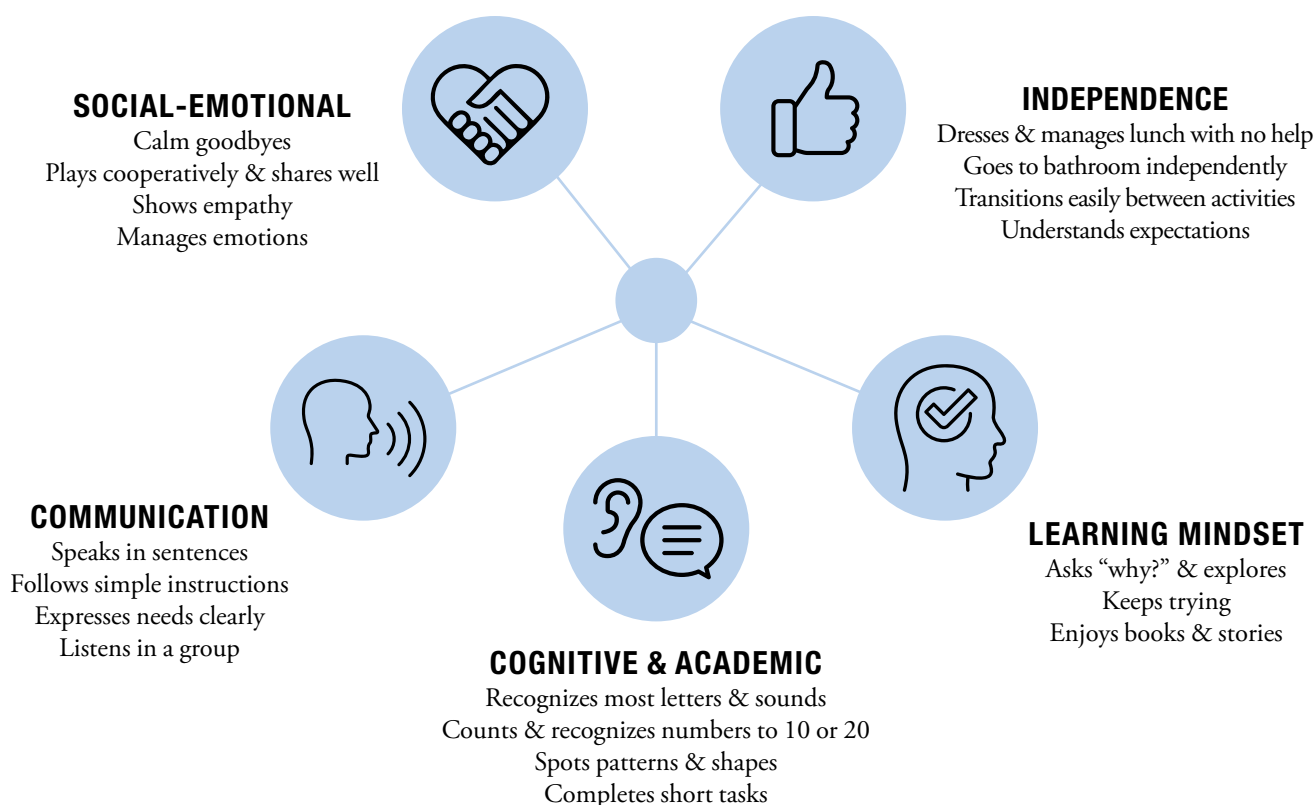 SOCIAL-EMOTIONAL
Calm goodbyes
Plays cooperatively & shares well
Shows empathy
Manages emotions
INDEPENDENCE
Dresses & manages lunch with no help
Goes to bathroom independently
Transitions easily between activities
Understands expectations
COMMUNICATION
Speaks in sentences
Follows simple instructions
Expresses needs clearly
Listens in a group
COGNITIVE & ACADEMIC
Recognizes most letters & sounds
Counts & recognizes numbers to 10 or 20
Spots patterns & shapes
Completes short tasks
LEARNING MINDSET
Asks “why?” & explores
Keeps trying
Enjoys books & stories